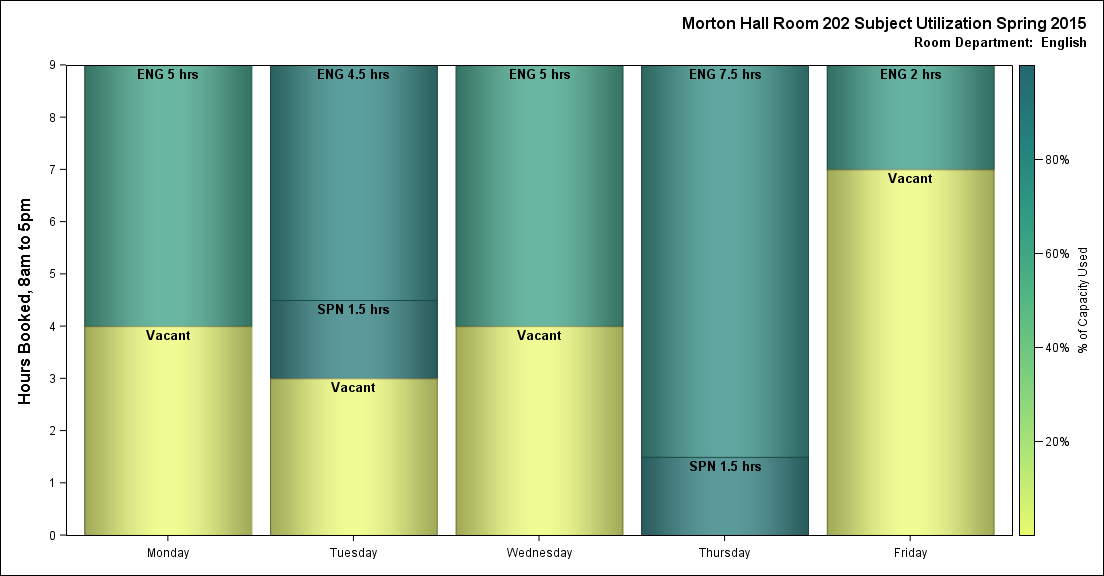 Morton Hall Room 202 Subject Utilization Spring 2015
Room Department:  English
Hours Booked, 8am to 5pm
9
8
7
6
5
4
3
2
1
0
ENG 5 hrs
Vacant
ENG 4.5 hrs
SPN 1.5 hrs
Vacant
ENG 5 hrs
Vacant
ENG 7.5 hrs
SPN 1.5 hrs
ENG 2 hrs
Vacant
Monday
Tuesday
Wednesday
Thursday
Friday
80%
60%
40%
20%
% of Capacity Used